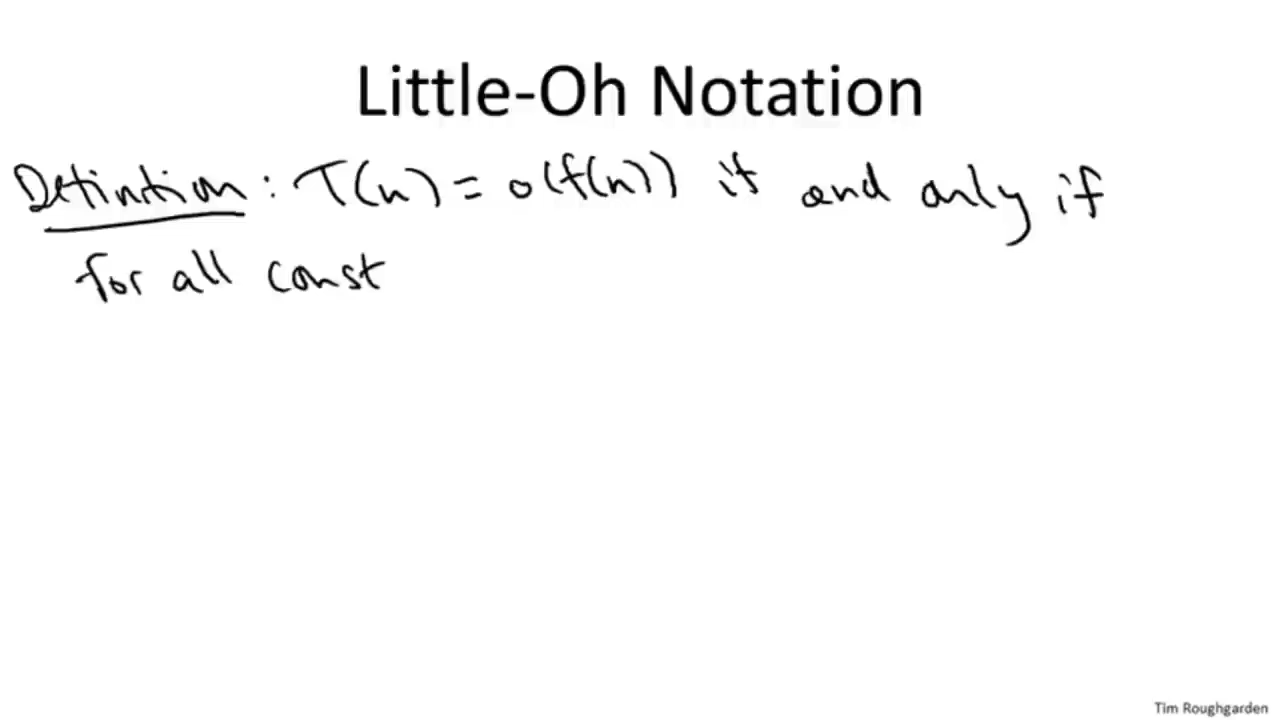 Little-Oh Notation
Definition: T(n) = o(f(n)) if and only if
for all const
Tim Roughgarden